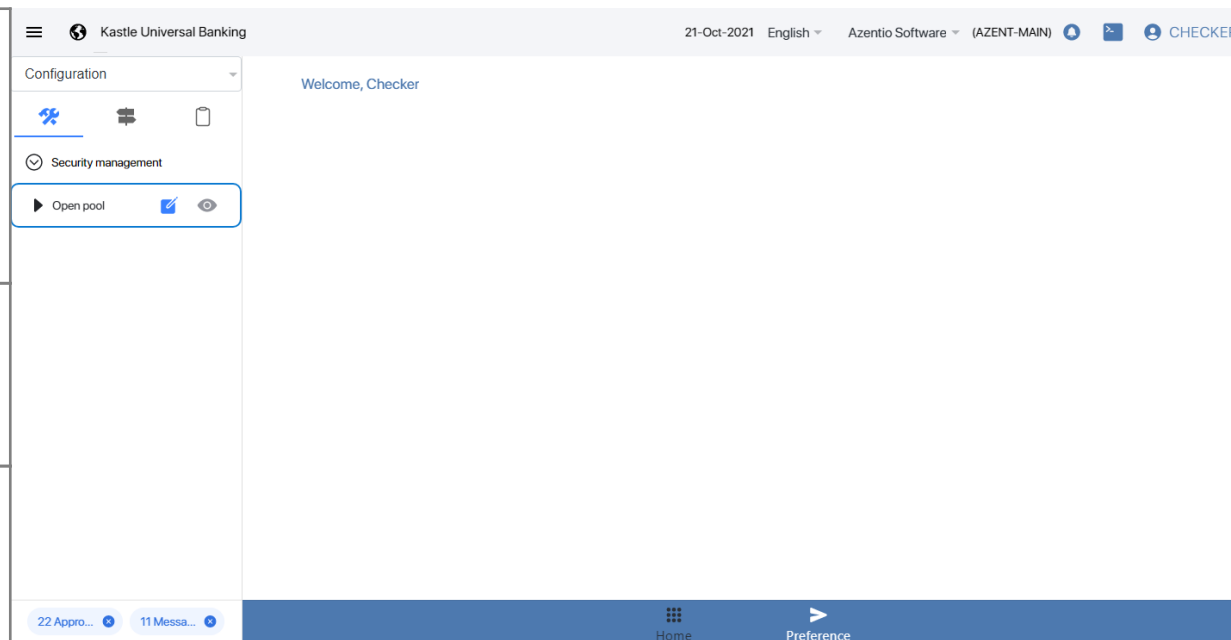 Kastle Universal Banking
21-Oct-2021 English Azentio Software (AZENT-MAIN) CHECKER
Configuration
Welcome, Checker
Security management
Open pool
22 Appro... 11 Messa...
Home Preference